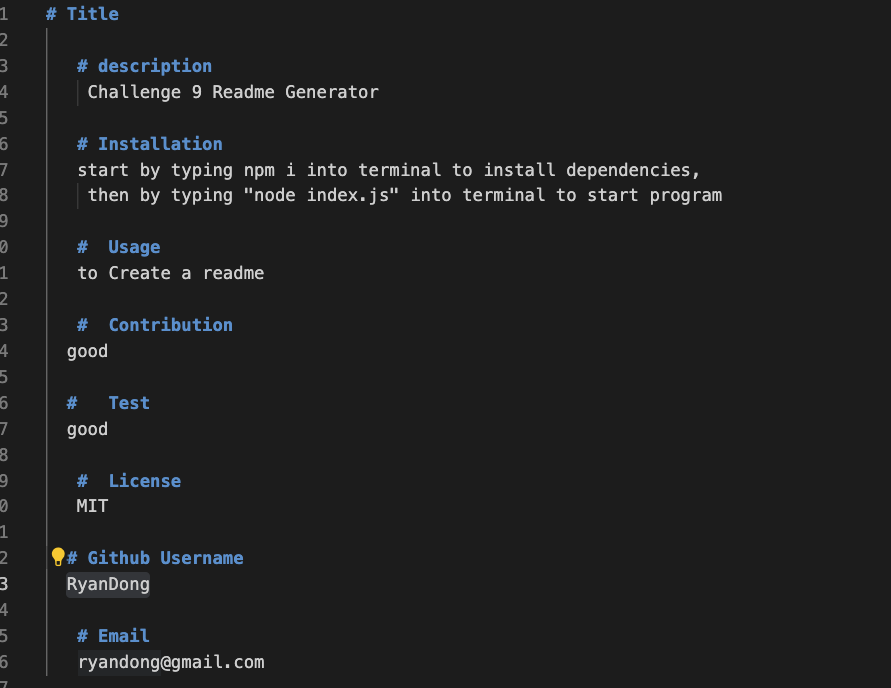 1 # Title
2
3 # description
4 Challenge 9 Readme Generator
5
6 # Installation
7 start by typing npm i into terminal to install dependencies,
8 then by typing "node index.js" into terminal to start program
9
0 #  Usage
1 to Create a readme
2
3 #  Contribution
4 good
5
6 #   Test
7 good
8
9 #  License
0 MIT
1
2 # Github Username
3 RyanDong
4
5 # Email
6 ryandong@gmail.com
7